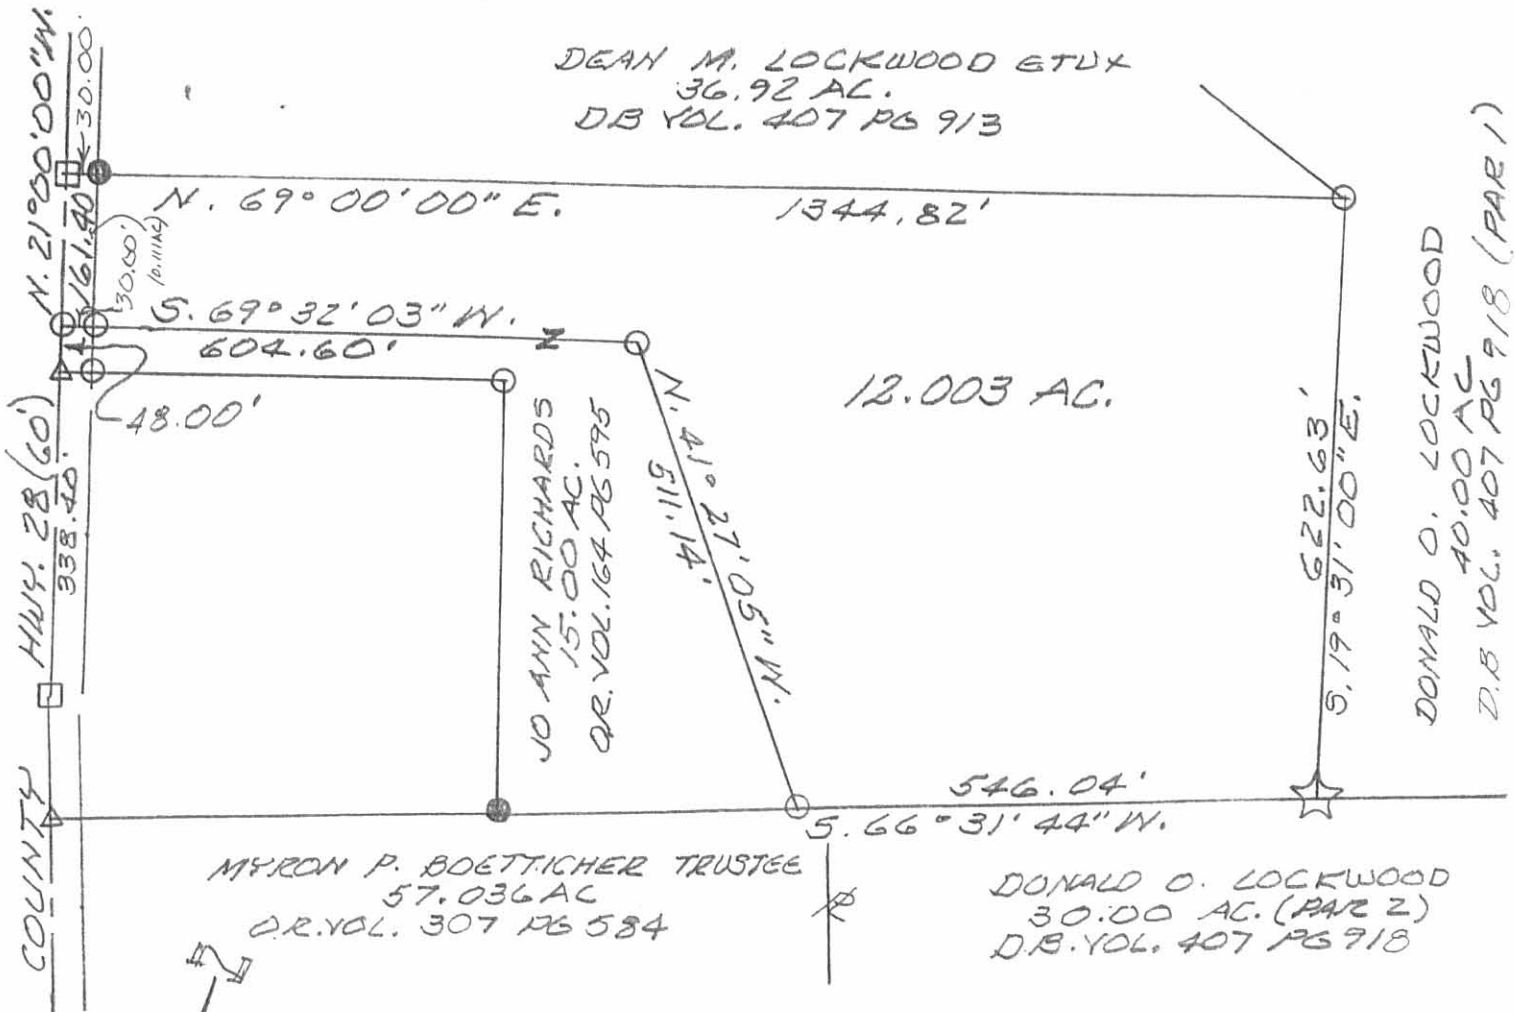 DEAN M. LOCKWOOD ETUX
36.92 AC.
DB VOL. 407 PG 913
N. 21°00'00" W.
30.00
161.40
(30.00')
(0.111AC)
N. 69°00'00" E.
1344.82'
S. 69°32'03" W.
604.60'
48.00'
Z
12.003 AC.
N. 41°27'05" W.
511.14'
JO ANN RICHARDS
15.00 AC.
OR. VOL. 164 PG 595
622.63'
S. 19°31'00" E.
DONALD O. LOCKWOOD
40.00 AC
D.B VOL. 407 PG 918 (PAR 1)
COUNTY HWY. 28 (60')
338.40'
546.04'
S. 66°31'44" W.
MYRON P. BOETTICHER TRUSTEE
57.036 AC
O.R. VOL. 307 PG 584
DONALD O. LOCKWOOD
30.00 AC. (PAR 2)
D.B. VOL. 407 PG 918